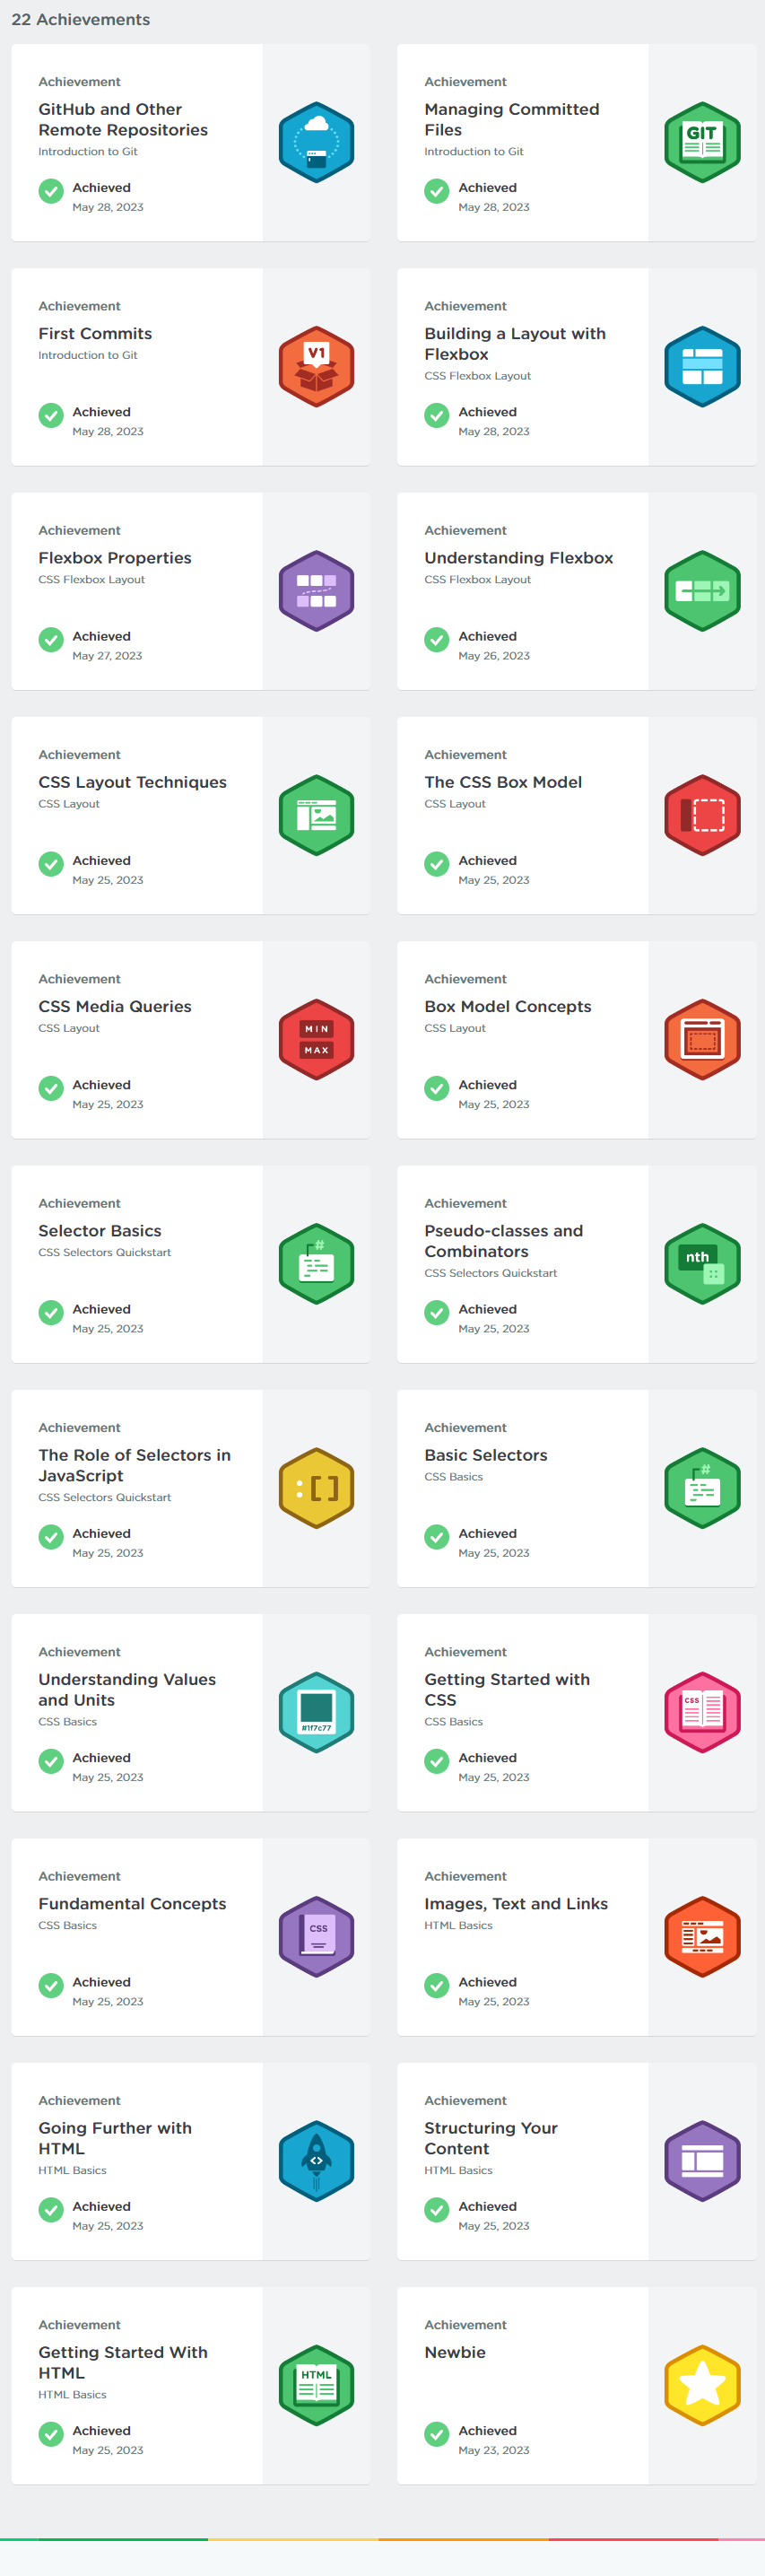 22 Achievements
Achievement
GitHub and Other
Remote Repositories
Introduction to Git
Achieved
May 28, 2023
Achievement
Managing Committed
Files
Introduction to Git
Achieved
May 28, 2023
GIT
Achievement
First Commits
Introduction to Git
Achieved
May 28, 2023
V1
Achievement
Building a Layout with
Flexbox
CSS Flexbox Layout
Achieved
May 28, 2023
Achievement
Flexbox Properties
CSS Flexbox Layout
Achieved
May 27, 2023
Achievement
Understanding Flexbox
CSS Flexbox Layout
Achieved
May 26, 2023
Achievement
CSS Layout Techniques
CSS Layout
Achieved
May 25, 2023
Achievement
The CSS Box Model
CSS Layout
Achieved
May 25, 2023
Achievement
CSS Media Queries
CSS Layout
Achieved
May 25, 2023
MIN
MAX
Achievement
Box Model Concepts
CSS Layout
Achieved
May 25, 2023
Achievement
Selector Basics
CSS Selectors Quickstart
Achieved
May 25, 2023
#
Achievement
Pseudo-classes and
Combinators
CSS Selectors Quickstart
Achieved
May 25, 2023
nth
Achievement
The Role of Selectors in
JavaScript
CSS Selectors Quickstart
Achieved
May 25, 2023
:[]
Achievement
Basic Selectors
CSS Basics
Achieved
May 25, 2023
#
Achievement
Understanding Values
and Units
CSS Basics
Achieved
May 25, 2023
#1f7c77
Achievement
Getting Started with
CSS
CSS Basics
Achieved
May 25, 2023
CSS
Achievement
Fundamental Concepts
CSS Basics
Achieved
May 25, 2023
CSS
Achievement
Images, Text and Links
HTML Basics
Achieved
May 25, 2023
Achievement
Going Further with
HTML
HTML Basics
Achieved
May 25, 2023
<>
Achievement
Structuring Your
Content
HTML Basics
Achieved
May 25, 2023
Achievement
Getting Started With
HTML
HTML Basics
Achieved
May 25, 2023
HTML
Achievement
Newbie
Achieved
May 23, 2023